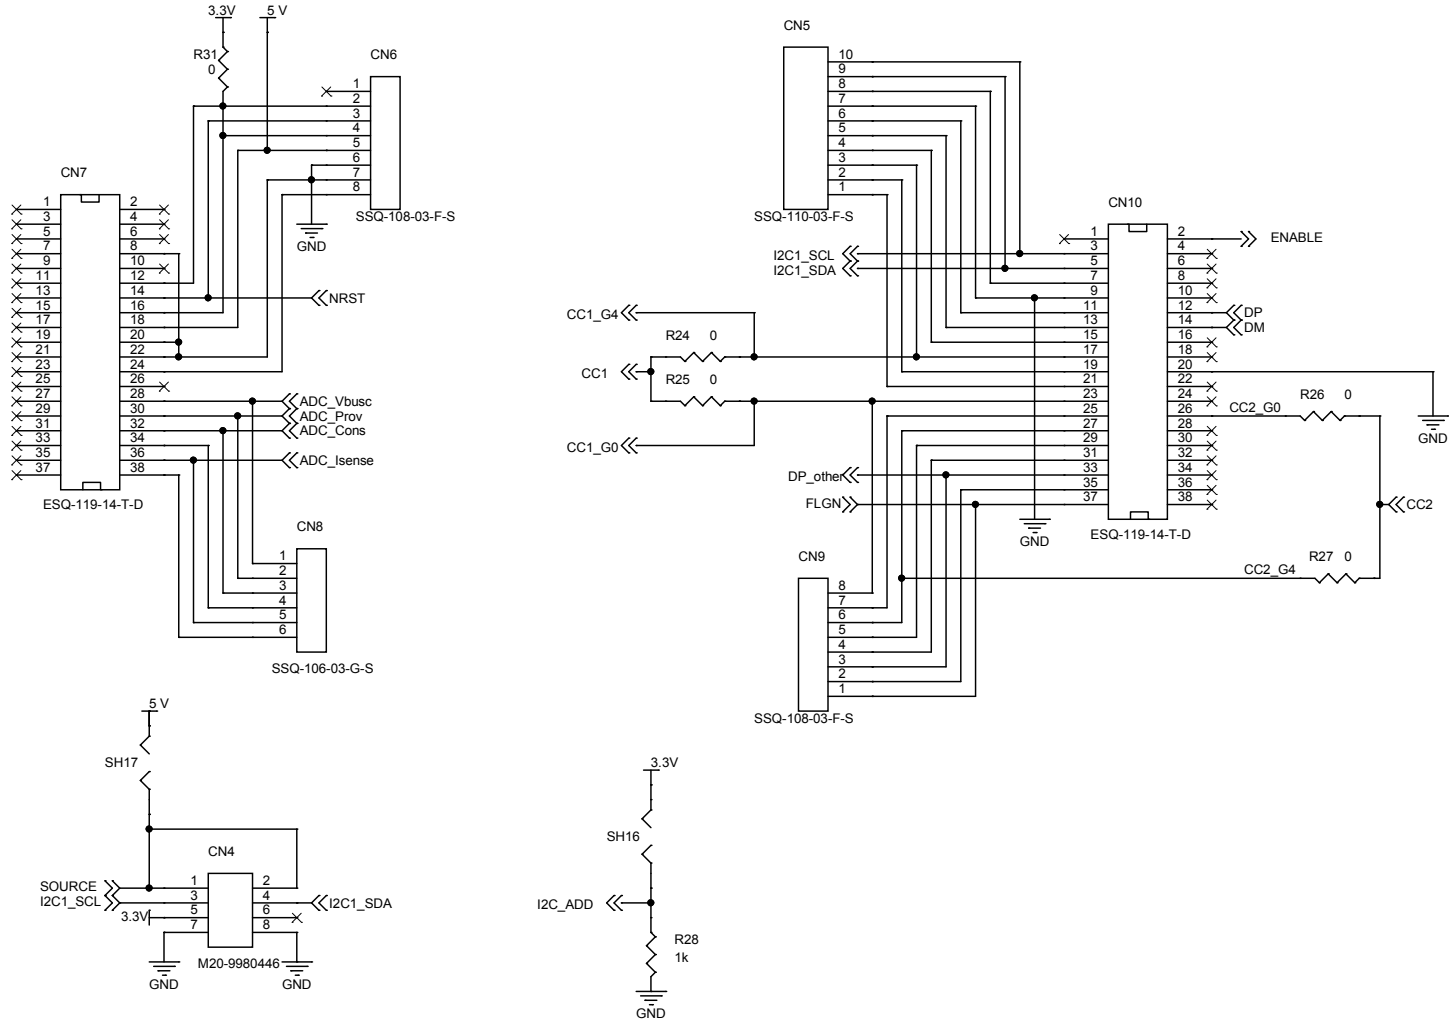 3.3V
5 V
R31
0
CN6
1
2
3
4
5
6
7
8
SSQ-108-03-F-S
GND
CN7
1 2
3 4
5 6
7 8
9 10
11 12
13 14
15 16
17 18
19 20
21 22
23 24
25 26
27 28
29 30
31 32
33 34
35 36
37 38
ESQ-119-14-T-D
NRST
ADC_Vbusc
ADC_Prov
ADC_Cons
ADC_Isense
CN8
1
2
3
4
5
6
SSQ-106-03-G-S
CN5
10
9
8
7
6
5
4
3
2
1
SSQ-110-03-F-S
I2C1_SCL
I2C1_SDA
CC1_G4
R24 0
CC1
R25 0
CC1_G0
DP_other
FLGN
CN10
1 2
3 4
5 6
7 8
9 10
11 12
13 14
15 16
17 18
19 20
21 22
23 24
25 26
27 28
29 30
31 32
33 34
35 36
37 38
ESQ-119-14-T-D
GND
ENABLE
DP
DM
CC2_G0
R26 0
GND
CC2
CC2_G4
R27 0
CN9
8
7
6
5
4
3
2
1
SSQ-108-03-F-S
5 V
SH17
CN4
SOURCE
I2C1_SCL
3.3V
1 2
3 4
5 6
7 8
I2C1_SDA
M20-9980446
GND
GND
3.3V
SH16
I2C_ADD
R28
1k
GND